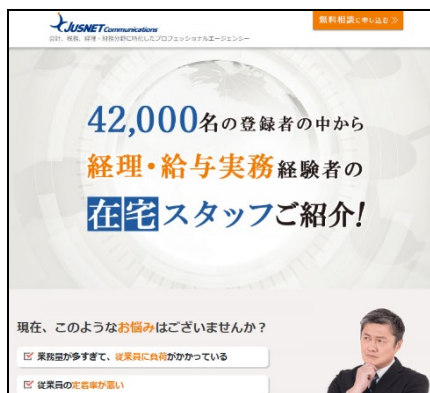 JUSNET Communications
会計、税務、経理・財務分野に特化したプロフェッショナルエージェンシー
無料相談に申し込む
42,000名の登録者の中から
経理・給与実務経験者の
在宅スタッフご紹介!
現在、このようなお悩みはございませんか？
業務量が多すぎて、従業員に負荷がかかっている
従業員の定着率が悪い